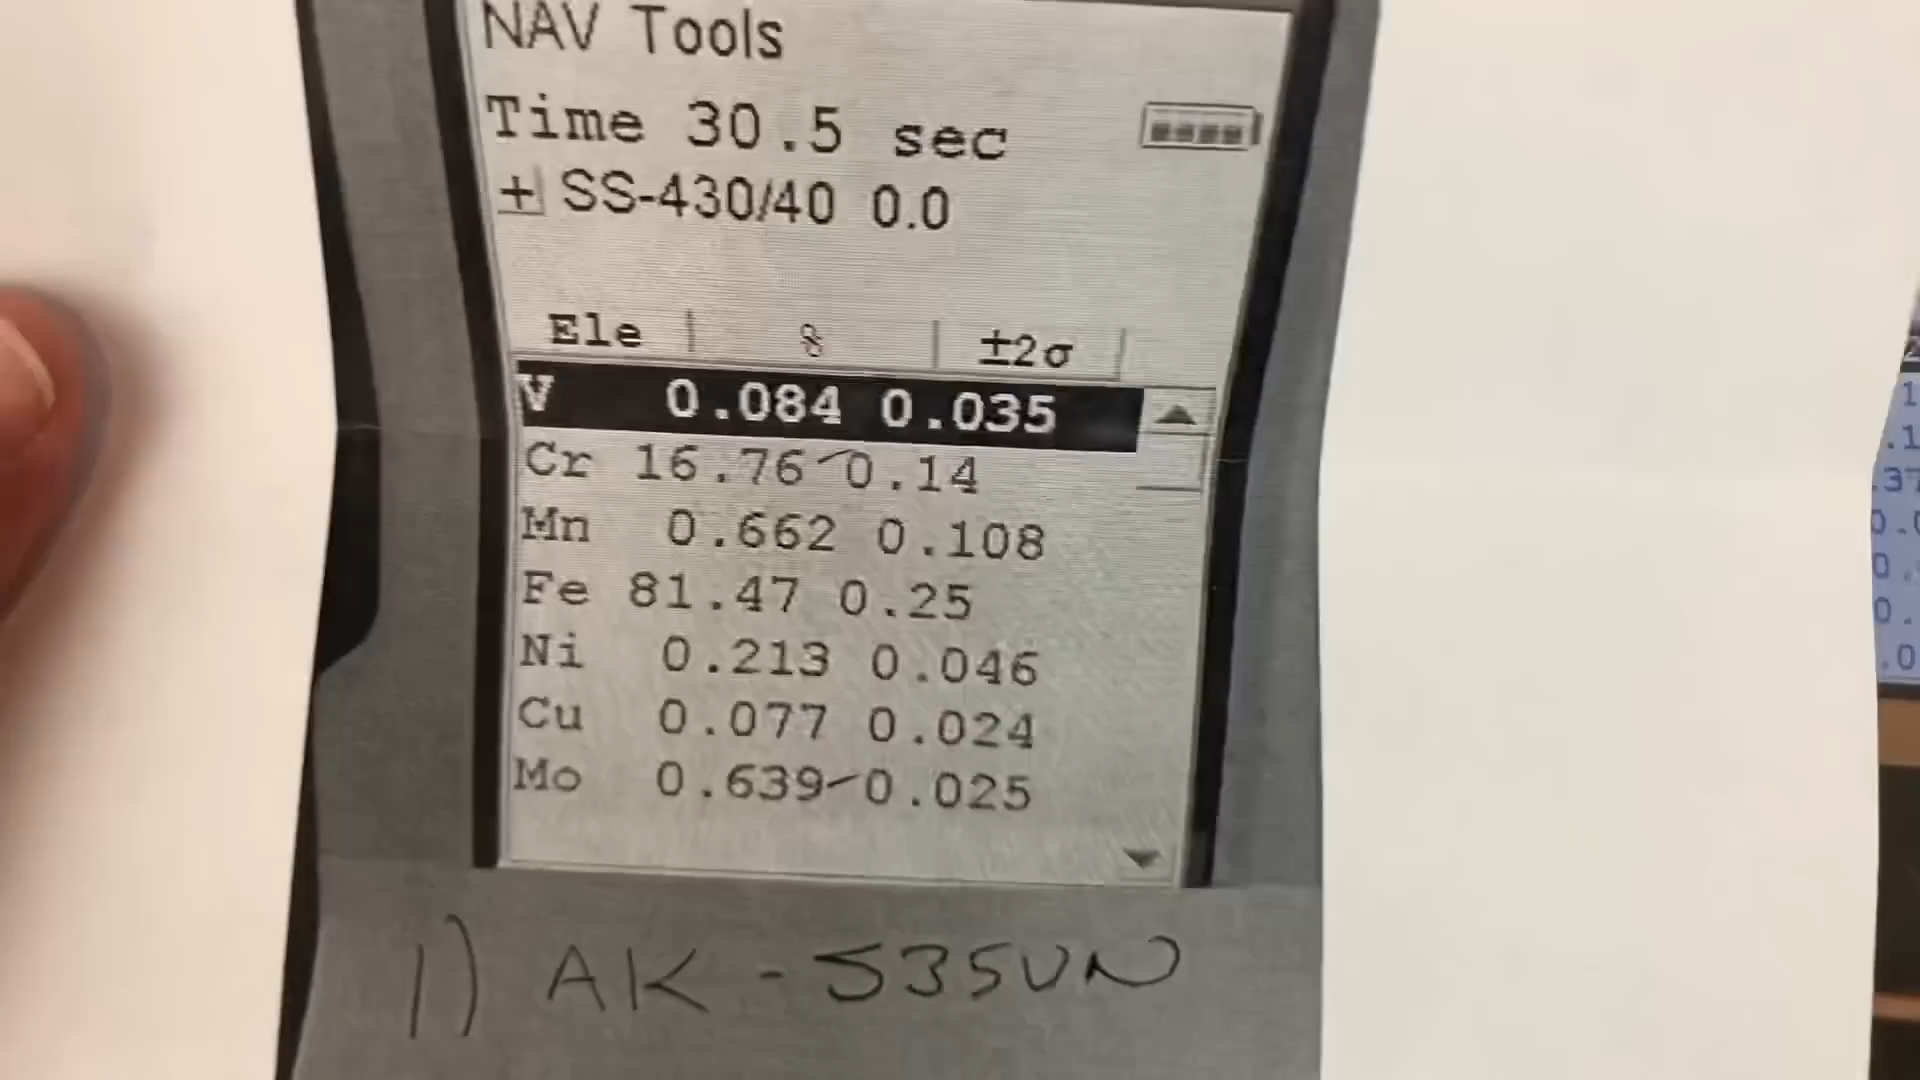 NAV Tools
Time 30.5 sec
+ SS-430/40 0.0
Ele % ±2σ
V 0.084 0.035
Cr 16.76 0.14
Mn 0.662 0.108
Fe 81.47 0.25
Ni 0.213 0.046
Cu 0.077 0.024
Mo 0.639 0.025
1) AK - S35VN